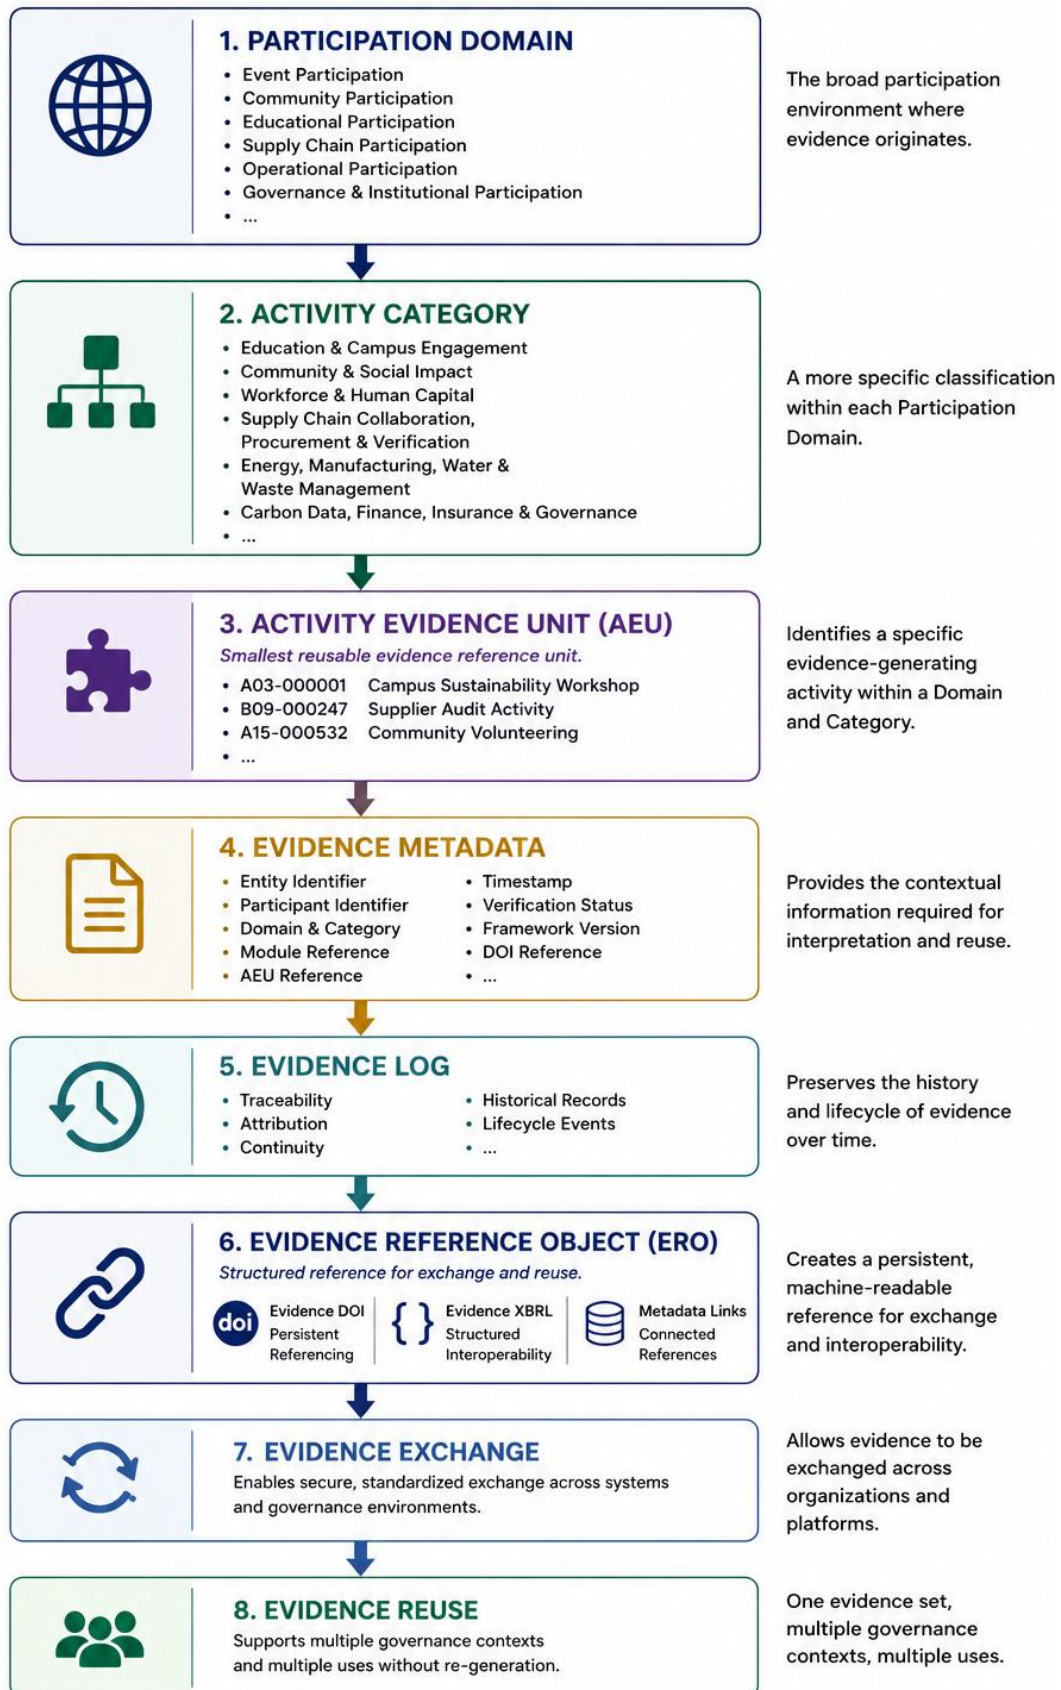 1. PARTICIPATION DOMAIN
• Event Participation
• Community Participation
• Educational Participation
• Supply Chain Participation
• Operational Participation
• Governance & Institutional Participation
• ...
The broad participation
environment where
evidence originates.
2. ACTIVITY CATEGORY
• Education & Campus Engagement
• Community & Social Impact
• Workforce & Human Capital
• Supply Chain Collaboration,
Procurement & Verification
• Energy, Manufacturing, Water &
Waste Management
• Carbon Data, Finance, Insurance & Governance
• ...
A more specific classification
within each Participation
Domain.
3. ACTIVITY EVIDENCE UNIT (AEU)
Smallest reusable evidence reference unit.
• A03-000001 Campus Sustainability Workshop
• B09-000247 Supplier Audit Activity
• A15-000532 Community Volunteering
• ...
Identifies a specific
evidence-generating
activity within a Domain
and Category.
4. EVIDENCE METADATA
• Entity Identifier
• Participant Identifier
• Domain & Category
• Module Reference
• AEU Reference
• Timestamp
• Verification Status
• Framework Version
• DOI Reference
• ...
Provides the contextual
information required for
interpretation and reuse.
5. EVIDENCE LOG
• Traceability
• Attribution
• Continuity
• Historical Records
• Lifecycle Events
• ...
Preserves the history
and lifecycle of evidence
over time.
6. EVIDENCE REFERENCE OBJECT (ERO)
Structured reference for exchange and reuse.
doi
Evidence DOI
Persistent
Referencing
{ }
Evidence XBRL
Structured
Interoperability
Metadata Links
Connected
References
Creates a persistent,
machine-readable
reference for exchange
and interoperability.
7. EVIDENCE EXCHANGE
Enables secure, standardized exchange across systems
and governance environments.
Allows evidence to be
exchanged across
organizations and
platforms.
8. EVIDENCE REUSE
Supports multiple governance contexts
and multiple uses without re-generation.
One evidence set,
multiple governance
contexts, multiple uses.